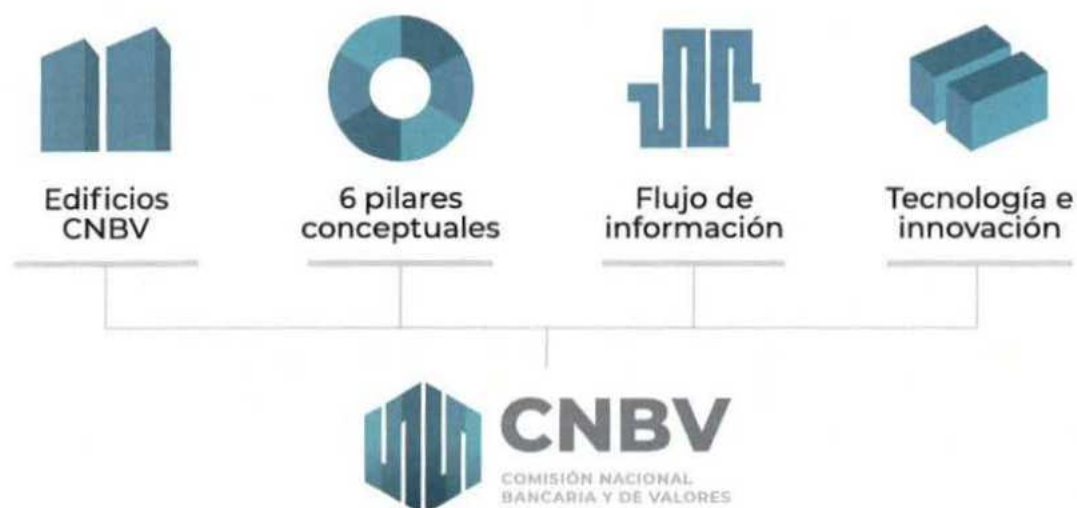 Edificios
CNBV
6 pilares
conceptuales
Flujo de
información
Tecnología e
innovación
CNBV
COMISIÓN NACIONAL
BANCARIA Y DE VALORES